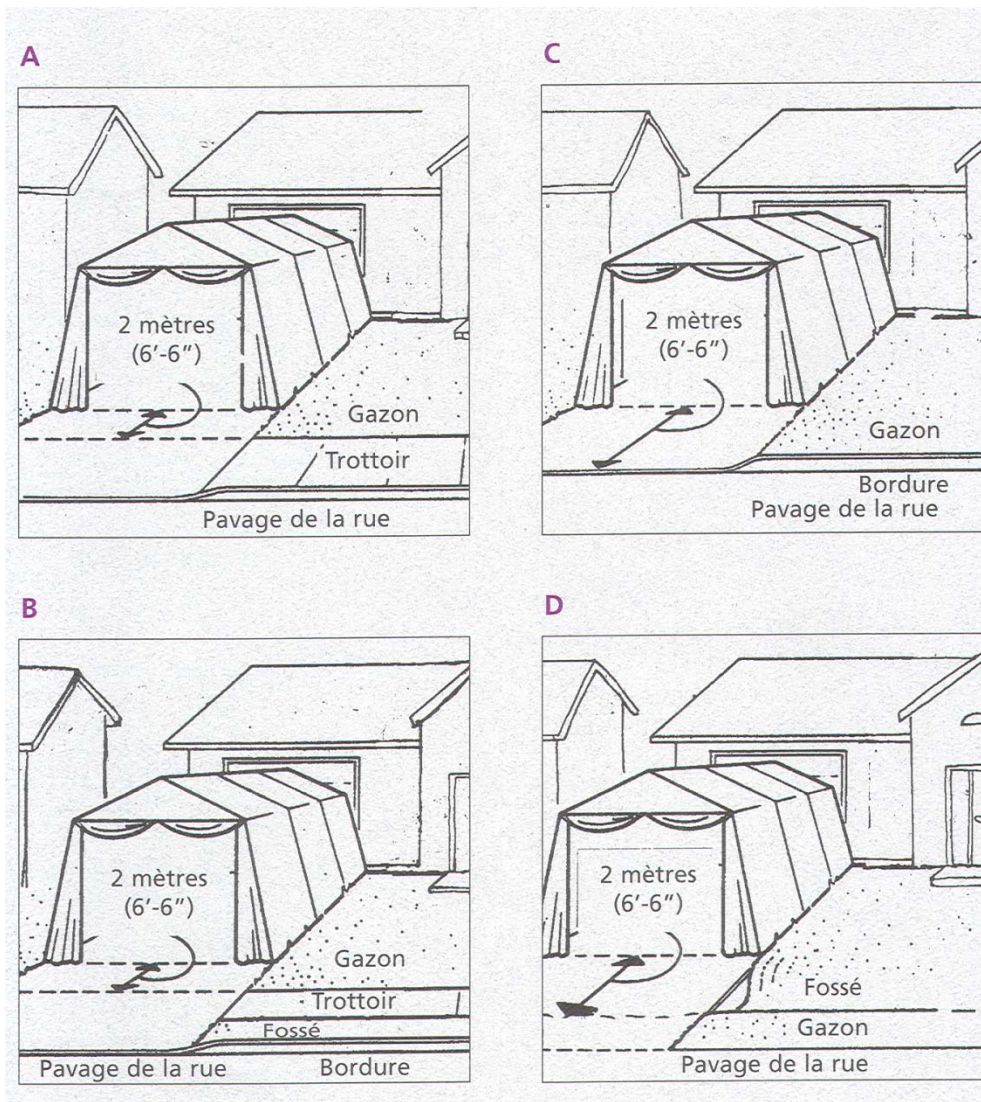 A
2 mètres
(6'-6")
Gazon
Trottoir
Pavage de la rue
C
2 mètres
(6'-6")
Gazon
Bordure
Pavage de la rue
B
2 mètres
(6'-6")
Gazon
Trottoir
Fossé
Pavage de la rue Bordure
D
2 mètres
(6'-6")
Fossé
Gazon
Pavage de la rue